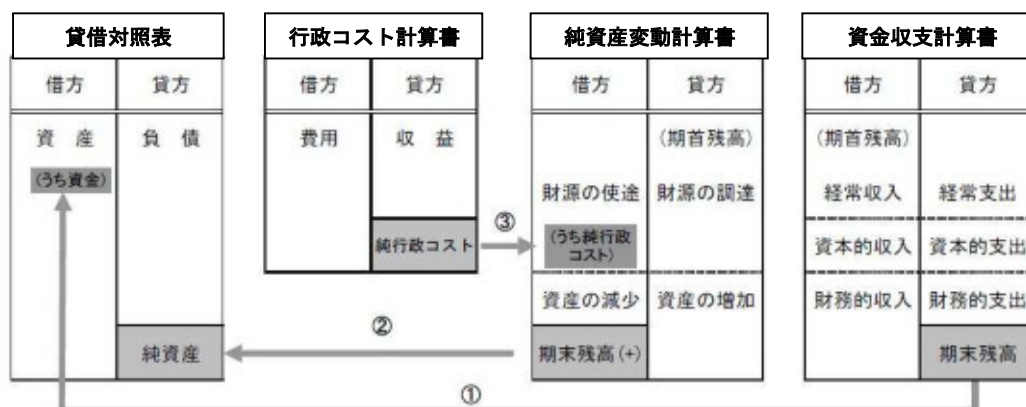 貸借対照表
借方 貸方
資 産 負 債
(うち資金)
純資産
行政コスト計算書
借方 貸方
費用 収 益
純行政コスト
③
②
①
純資産変動計算書
借方 貸方
(期首残高)
財源の使途 財源の調達
(うち純行政
コスト)
資産の減少 資産の増加
期末残高(+)
資金収支計算書
借方 貸方
(期首残高)
経常収入 経常支出
資本的収入 資本的支出
財務的収入 財務的支出
期末残高